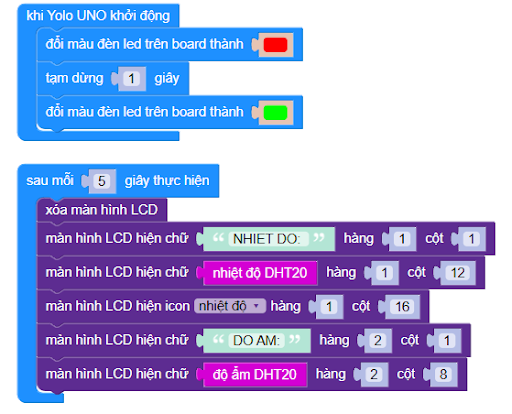 khi Yolo UNO khởi động
đổi màu đèn led trên board thành
tạm dừng 1 giây
đổi màu đèn led trên board thành
sau mỗi 5 giây thực hiện
xóa màn hình LCD
màn hình LCD hiện chữ “ NHIET DO: ” hàng 1 cột 1
màn hình LCD hiện chữ nhiệt độ DHT20 hàng 1 cột 12
màn hình LCD hiện icon nhiệt độ hàng 1 cột 16
màn hình LCD hiện chữ “ DO AM: ” hàng 2 cột 1
màn hình LCD hiện chữ độ ẩm DHT20 hàng 2 cột 8